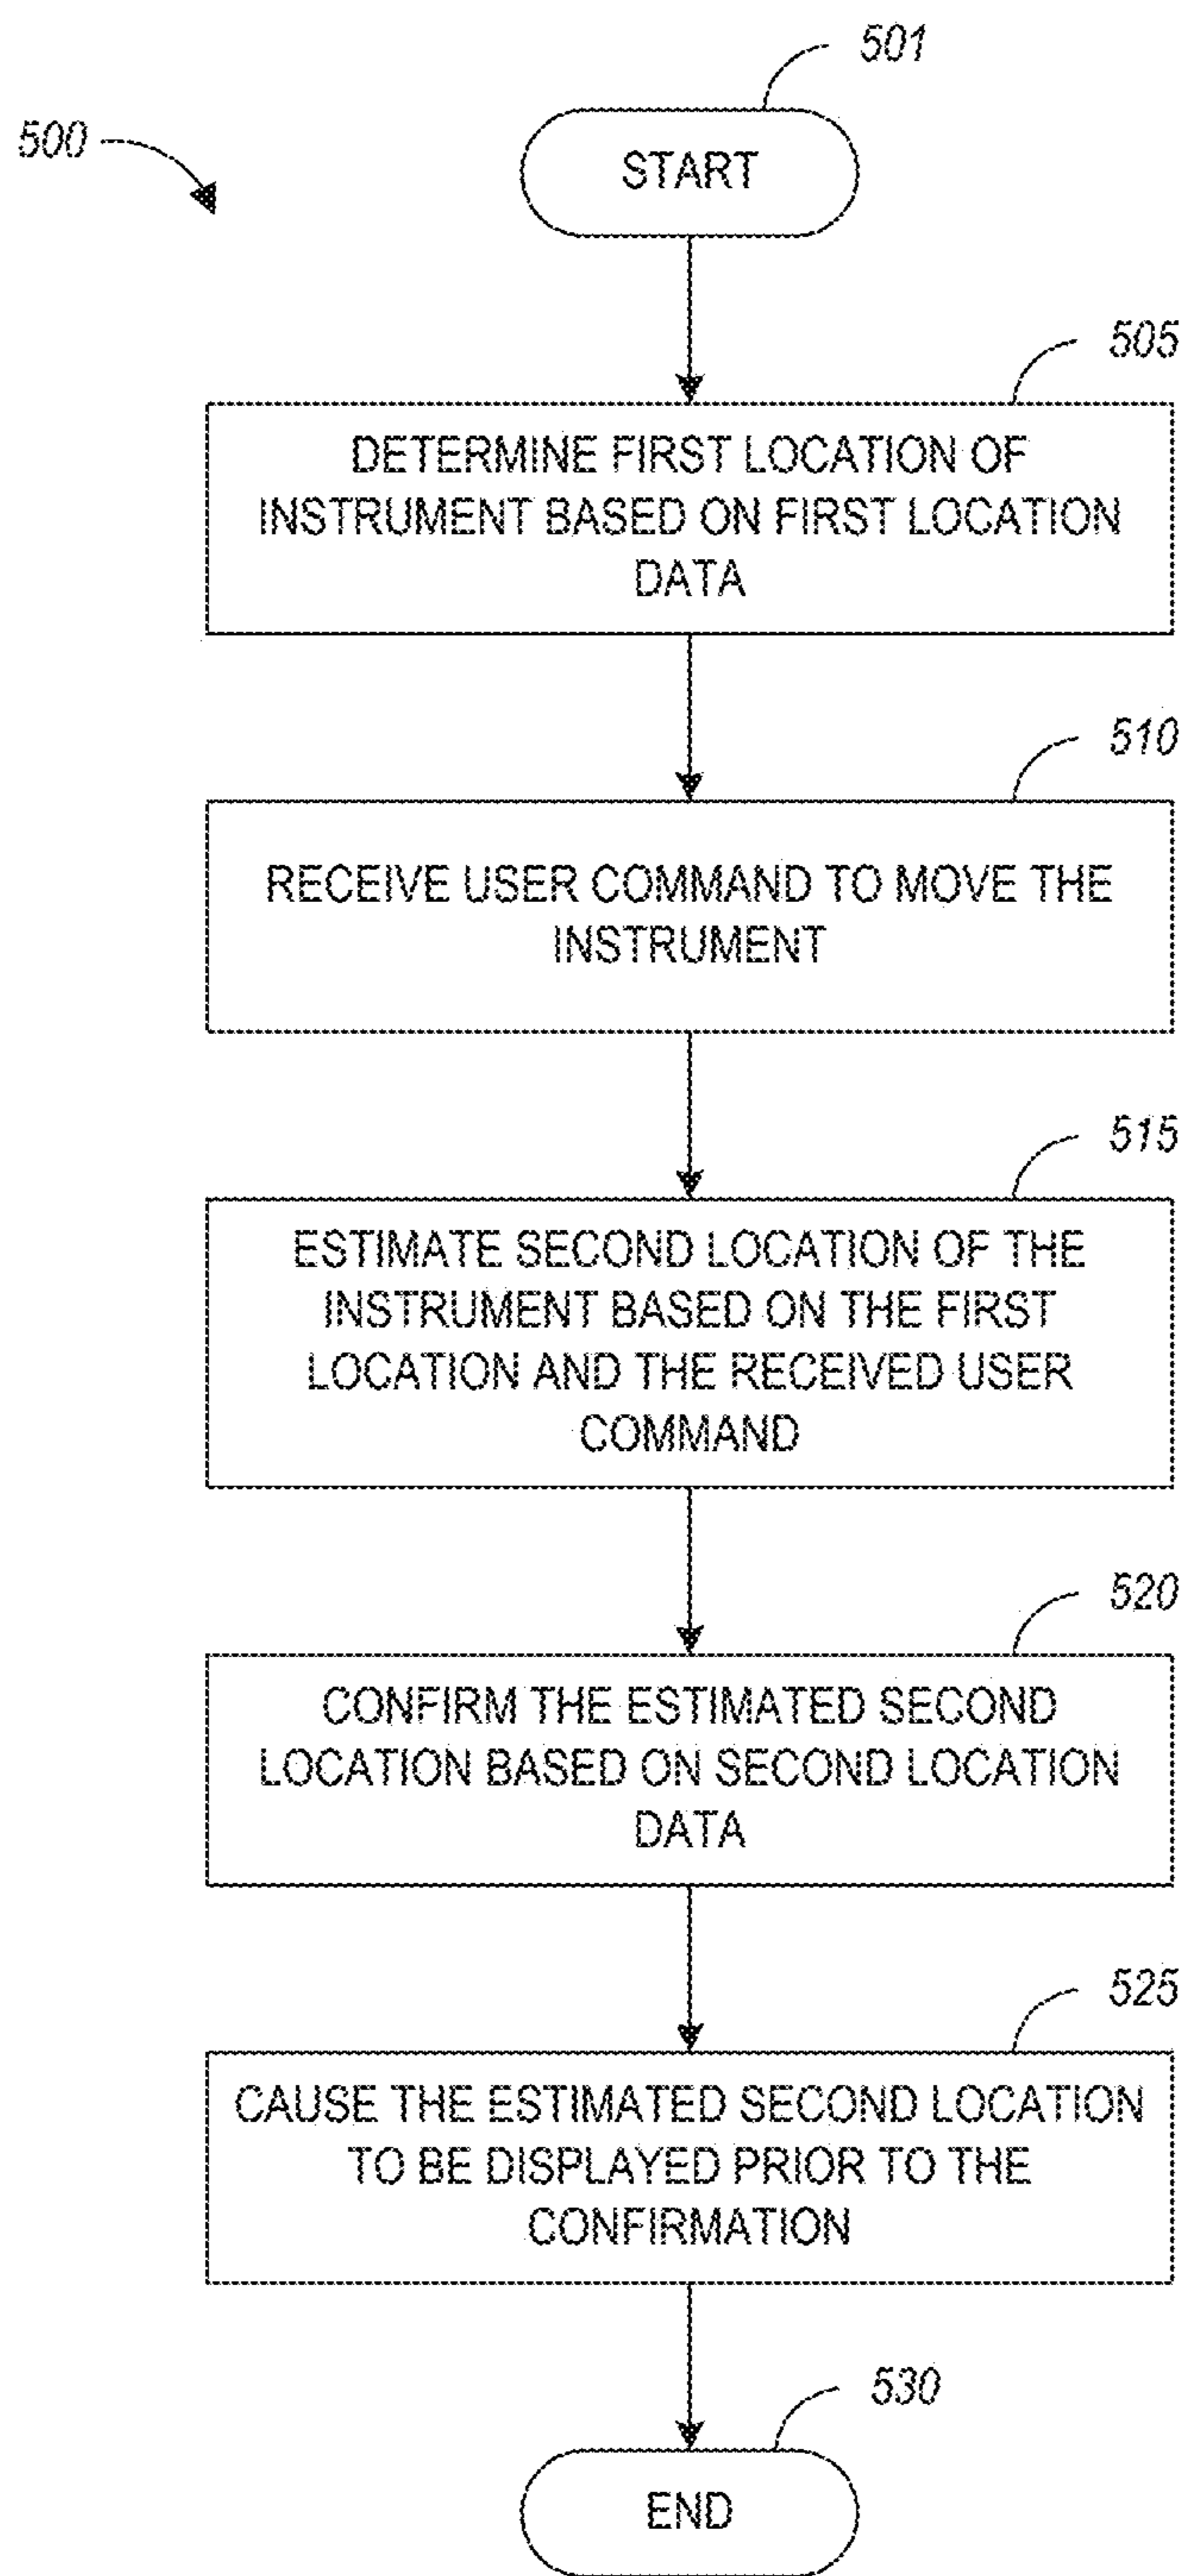 501
500
START
505
DETERMINE FIRST LOCATION OF
INSTRUMENT BASED ON FIRST LOCATION
DATA
510
RECEIVE USER COMMAND TO MOVE THE
INSTRUMENT
515
ESTIMATE SECOND LOCATION OF THE
INSTRUMENT BASED ON THE FIRST
LOCATION AND THE RECEIVED USER
COMMAND
520
CONFIRM THE ESTIMATED SECOND
LOCATION BASED ON SECOND LOCATION
DATA
525
CAUSE THE ESTIMATED SECOND LOCATION
TO BE DISPLAYED PRIOR TO THE
CONFIRMATION
530
END